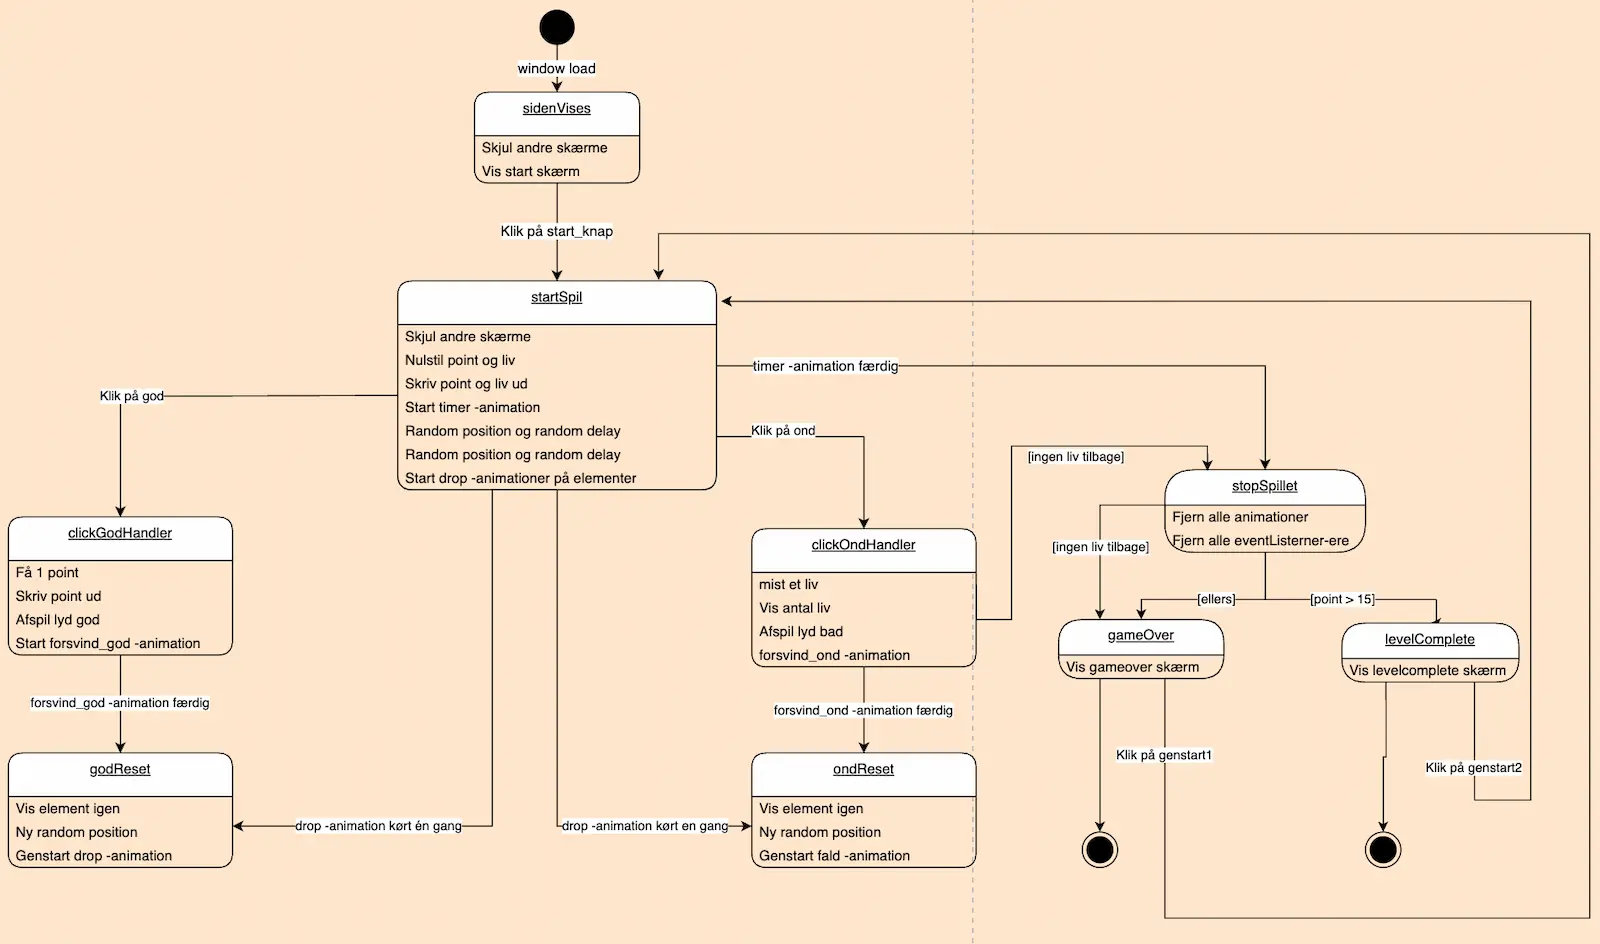 window load
sidenVises
Skjul andre skærme
Vis start skærm
Klik på start_knap
startSpil
Skjul andre skærme
Nulstil point og liv
Skriv point og liv ud
Start timer -animation
Random position og random delay
Random position og random delay
Start drop -animationer på elementer
Klik på god
timer -animation færdig
Klik på ond
[ingen liv tilbage]
clickGodHandler
Få 1 point
Skriv point ud
Afspil lyd god
Start forsvind_god -animation
clickOndHandler
mist et liv
Vis antal liv
Afspil lyd bad
forsvind_ond -animation
stopSpillet
Fjern alle animationer
Fjern alle eventListerner-ere
[ingen liv tilbage]
[ellers]
[point > 15]
gameOver
Vis gameover skærm
levelComplete
Vis levelcomplete skærm
forsvind_god -animation færdig
forsvind_ond -animation færdig
Klik på genstart1
Klik på genstart2
godReset
Vis element igen
Ny random position
Genstart drop -animation
drop -animation kørt én gang
drop -animation kørt en gang
ondReset
Vis element igen
Ny random position
Genstart fald -animation